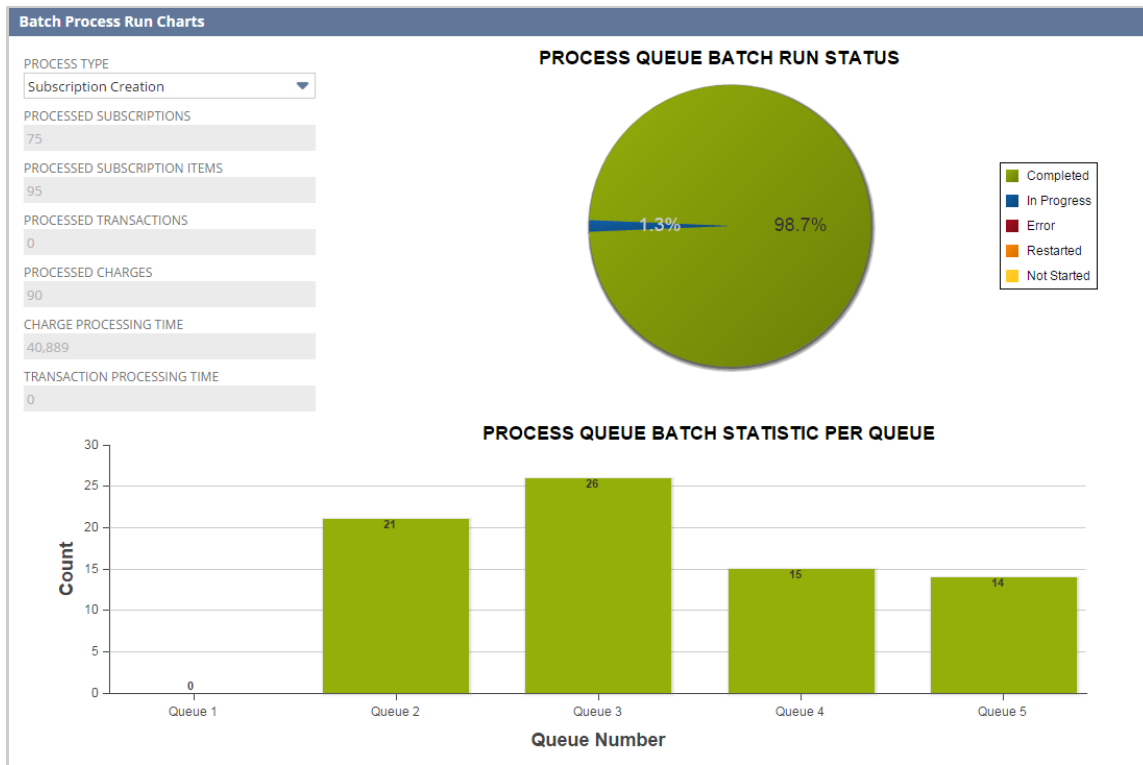 Batch Process Run Charts
PROCESS TYPE
Subscription Creation
PROCESSED SUBSCRIPTIONS
75
PROCESSED SUBSCRIPTION ITEMS
95
PROCESSED TRANSACTIONS
0
PROCESSED CHARGES
90
CHARGE PROCESSING TIME
40,889
TRANSACTION PROCESSING TIME
0
PROCESS QUEUE BATCH RUN STATUS
1.3%
98.7%
Completed
In Progress
Error
Restarted
Not Started
PROCESS QUEUE BATCH STATISTIC PER QUEUE
Count
30
25
20
15
10
5
0
0
21
26
15
14
Queue 1
Queue 2
Queue 3
Queue 4
Queue 5
Queue Number